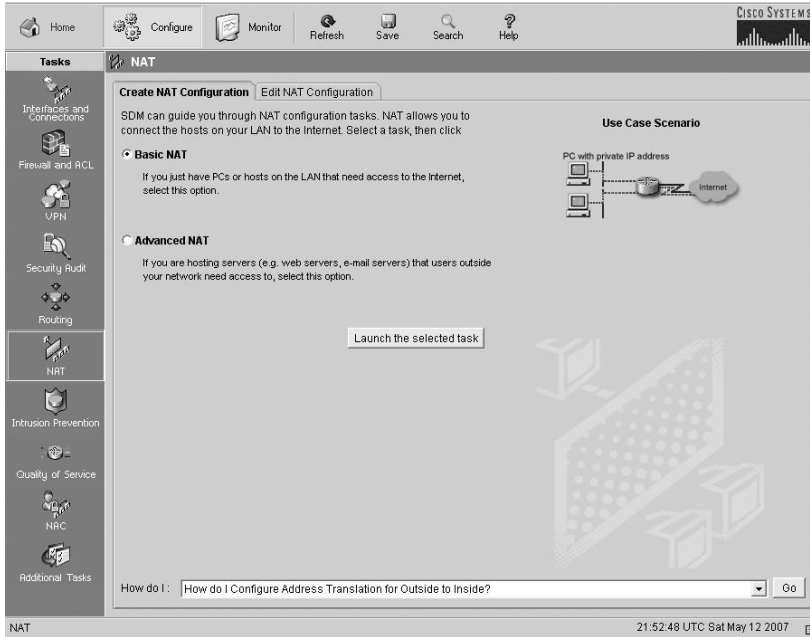 Home
Configure
Monitor
Refresh
Save
Search
Help
CISCO SYSTEMS
Tasks
NAT
Interfaces and
Connections
Firewall and ACL
VPN
Security Audit
Routing
NAT
Intrusion Prevention
Quality of Service
NAC
Additional Tasks
Create NAT Configuration
Edit NAT Configuration
SDM can guide you through NAT configuration tasks. NAT allows you to
connect the hosts on your LAN to the Internet. Select a task, then click
Basic NAT
If you just have PCs or hosts on the LAN that need access to the Internet,
select this option.
Advanced NAT
If you are hosting servers (e.g. web servers, e-mail servers) that users outside
your network need access to, select this option.
Launch the selected task
Use Case Scenario
PC with private IP address
Internet
How do I :
How do I Configure Address Translation for Outside to Inside?
Go
NAT
21:52:48 UTC Sat May 12 2007